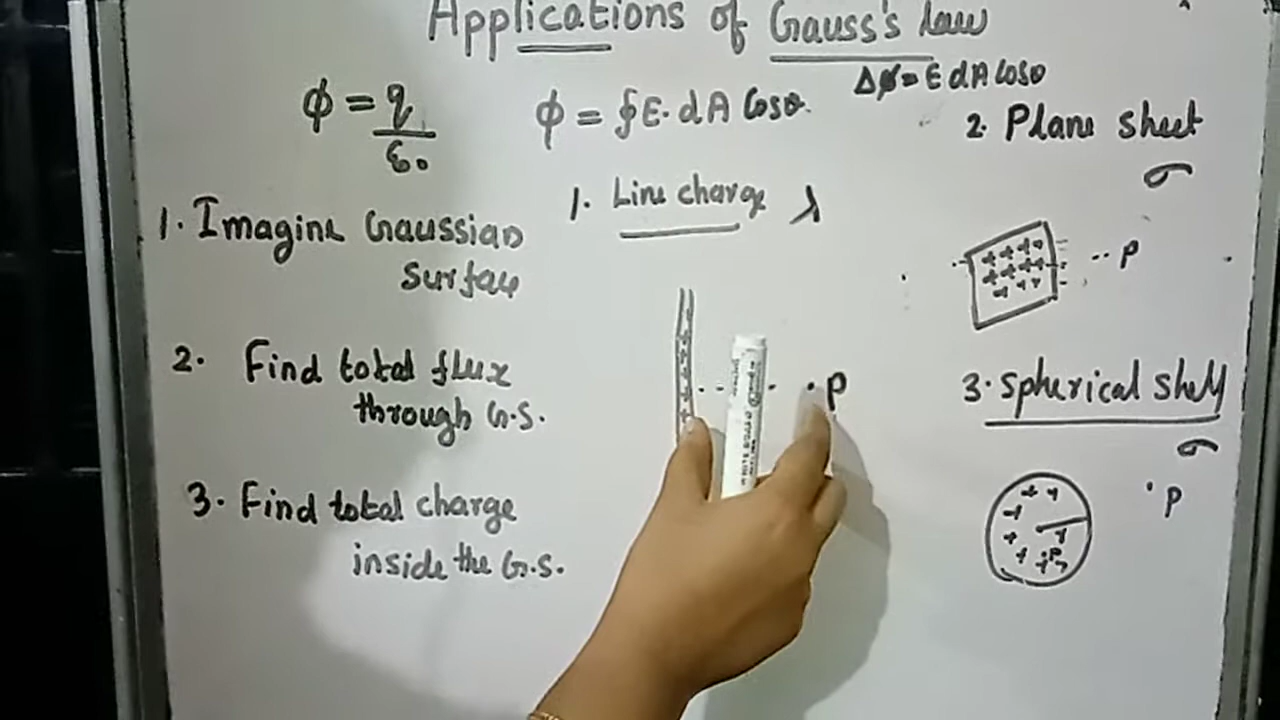 Applications of Gauss's law
Δϕ = E dA Cosθ
ϕ = q/ε₀
ϕ = ∮E. dA Cosθ.
1. Imagine Gaussian
Surface
2. Find total flux
through G.S.
3. Find total charge
inside the G.S.
1. Line charge λ
P
2. Plane sheet
σ
P
3. Spherical shell
σ
P
r
P